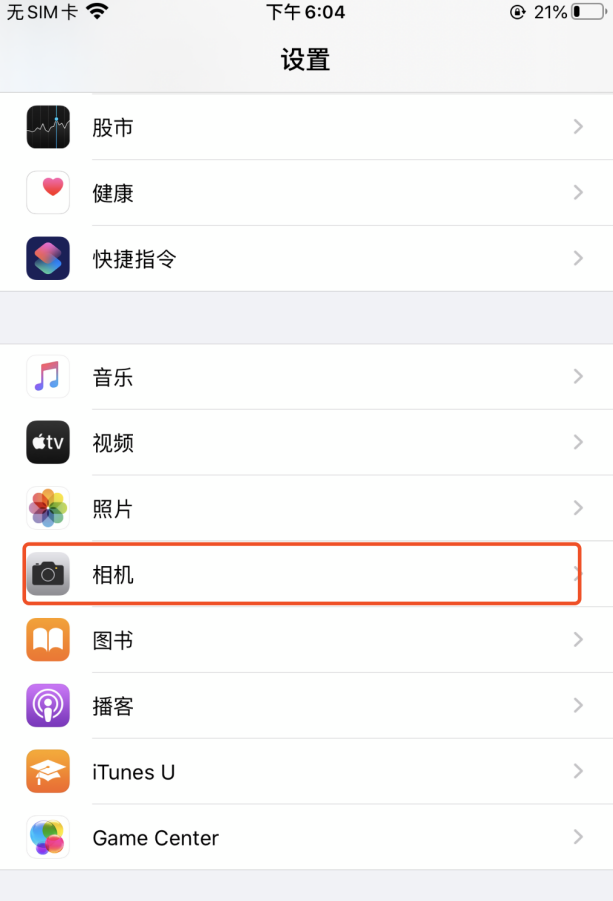 无SIM卡 下午6:04 21%
设置
股市
健康
快捷指令
音乐
tv 视频
照片
相机
图书
播客
iTunes U
Game Center